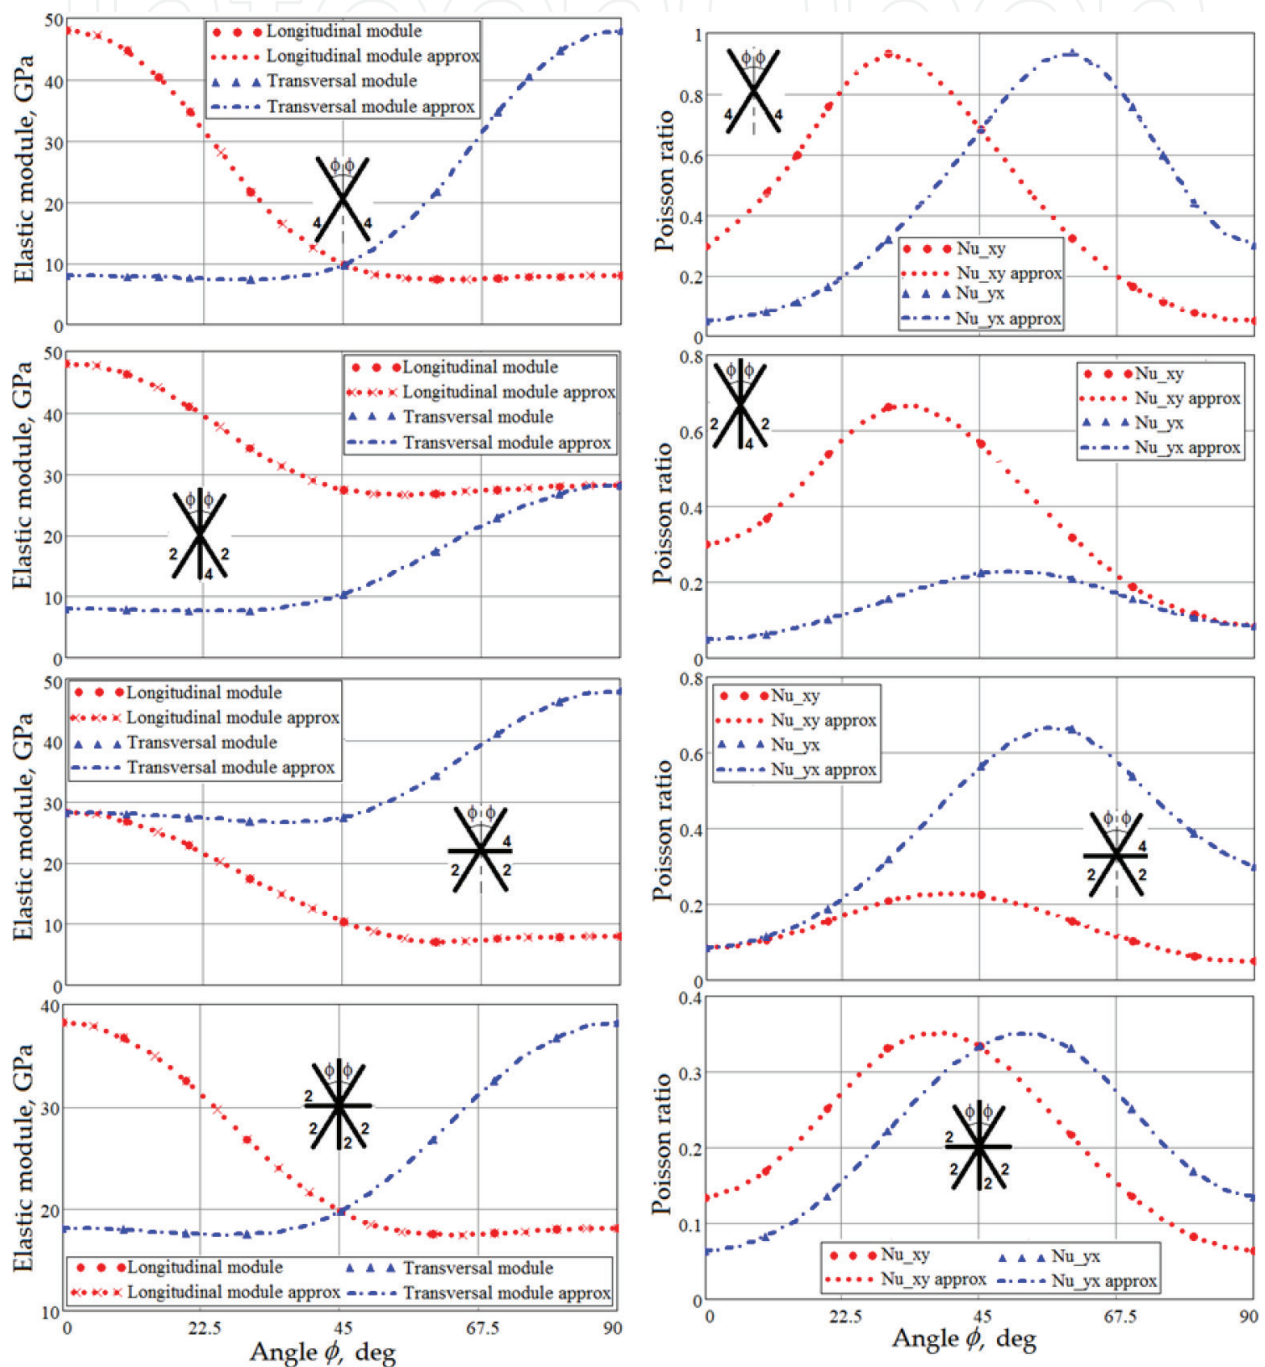 50
40
30
20
10
0
Elastic module, GPa
Longitudinal module
Longitudinal module approx
Transversal module
Transversal module approx
ϕ ϕ
4 4
1
0.8
0.6
0.4
0.2
0
Poisson ratio
ϕ ϕ
4 4
Nu_xy
Nu_xy approx
Nu_yx
Nu_yx approx
50
40
30
20
10
0
Elastic module, GPa
Longitudinal module
Longitudinal module approx
Transversal module
Transversal module approx
ϕ ϕ
2 2
4
0.8
0.6
0.4
0.2
0
Poisson ratio
ϕ ϕ
2 2
4
Nu_xy
Nu_xy approx
Nu_yx
Nu_yx approx
50
40
30
20
10
0
Elastic module, GPa
Longitudinal module
Longitudinal module approx
Transversal module
Transversal module approx
ϕ ϕ
4
2 2
0.8
0.6
0.4
0.2
0
Poisson ratio
Nu_xy
Nu_xy approx
Nu_yx
Nu_yx approx
ϕ ϕ
4
2 2
40
30
20
10
Elastic module, GPa
ϕ ϕ
2
2 2 2
Longitudinal module
Transversal module
Longitudinal module approx
Transversal module approx
0 22.5 45 67.5 90
Angle ϕ, deg
0.4
0.3
0.2
0.1
0
Poisson ratio
ϕ ϕ
2
2 2 2
Nu_xy
Nu_yx
Nu_xy approx
Nu_yx approx
0 22.5 45 67.5 90
Angle ϕ, deg